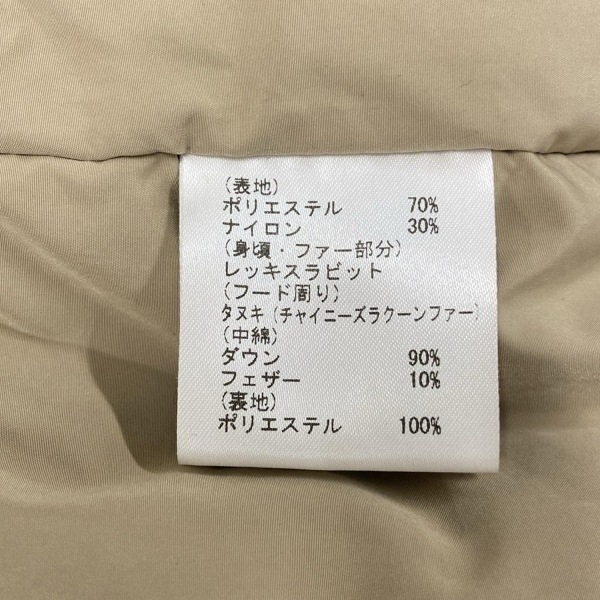 (表地)
ポリエステル 70%
ナイロン 30%
(身頃・ファー部分)
レッキスラビット
(フード周り)
タヌキ(チャイニーズラクーンファー)
(中綿)
ダウン 90%
フェザー 10%
(裏地)
ポリエステル 100%